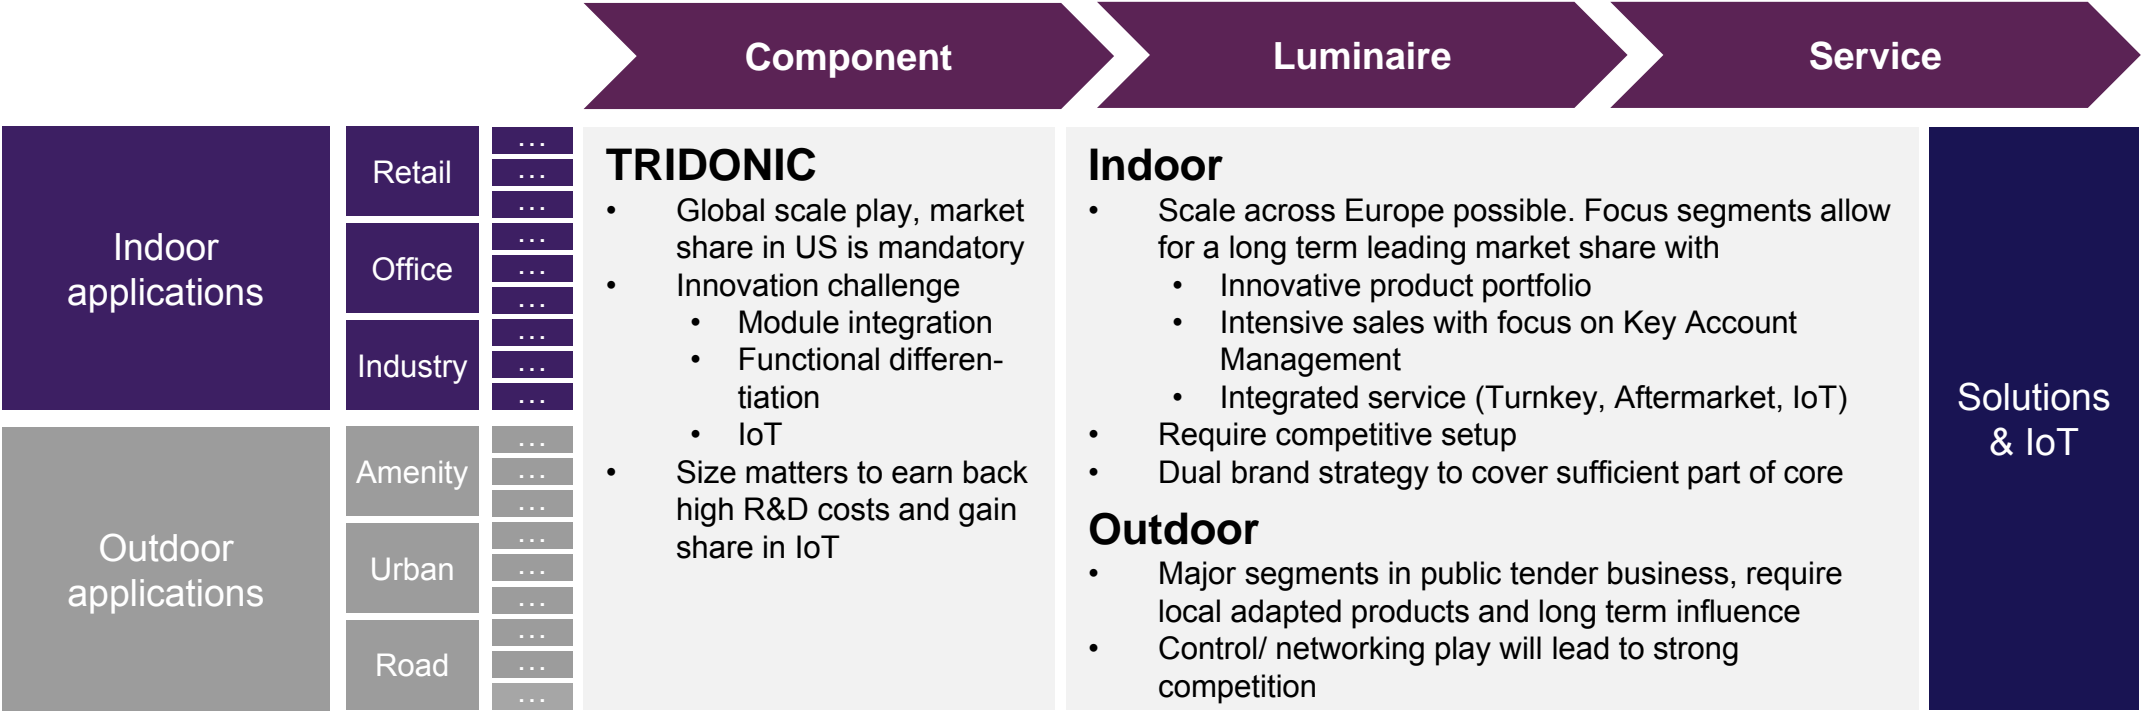 Component
Luminaire
Service
Indoor
applications
Retail
Office
Industry
...
...
...
...
...
...
...
...
...
Outdoor
applications
Amenity
Urban
Road
...
...
...
...
...
...
...
...
...
TRIDONIC
• Global scale play, market
share in US is mandatory
• Innovation challenge
• Module integration
• Functional differen-
tiation
• IoT
• Size matters to earn back
high R&D costs and gain
share in IoT
Indoor
• Scale across Europe possible. Focus segments allow
for a long term leading market share with
• Innovative product portfolio
• Intensive sales with focus on Key Account
Management
• Integrated service (Turnkey, Aftermarket, IoT)
• Require competitive setup
• Dual brand strategy to cover sufficient part of core
Outdoor
• Major segments in public tender business, require
local adapted products and long term influence
• Control/ networking play will lead to strong
competition
Solutions
& IoT